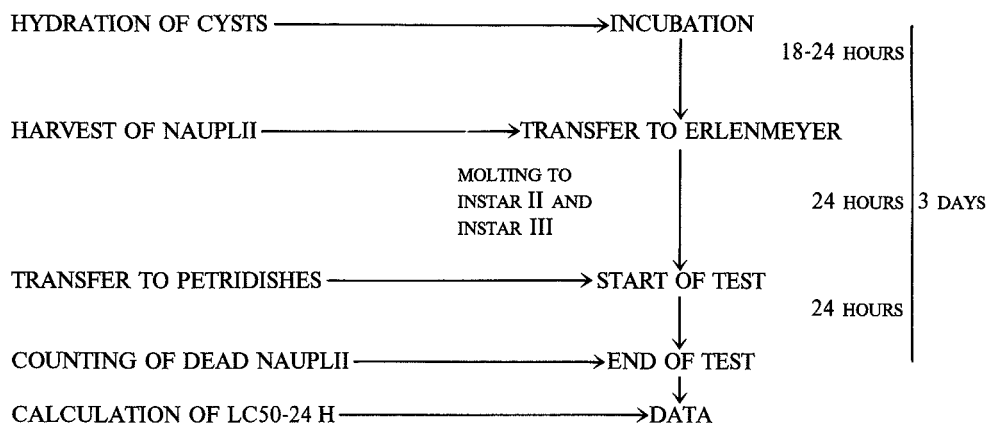 HYDRATION OF CYSTS INCUBATION
18-24 HOURS
HARVEST OF NAUPLII TRANSFER TO ERLENMEYER
MOLTING TO
INSTAR II AND
INSTAR III
24 HOURS 3 DAYS
TRANSFER TO PETRIDISHES START OF TEST
24 HOURS
COUNTING OF DEAD NAUPLII END OF TEST
CALCULATION OF LC50-24 H DATA